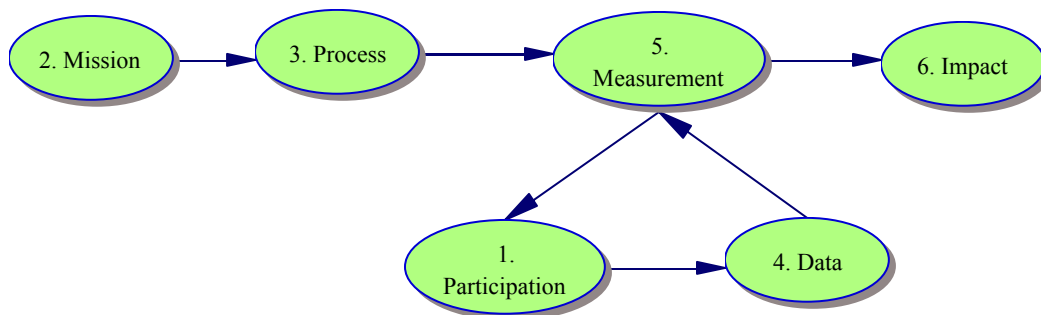 2. Mission
3. Process
5.
Measurement
6. Impact
1.
Participation
4. Data